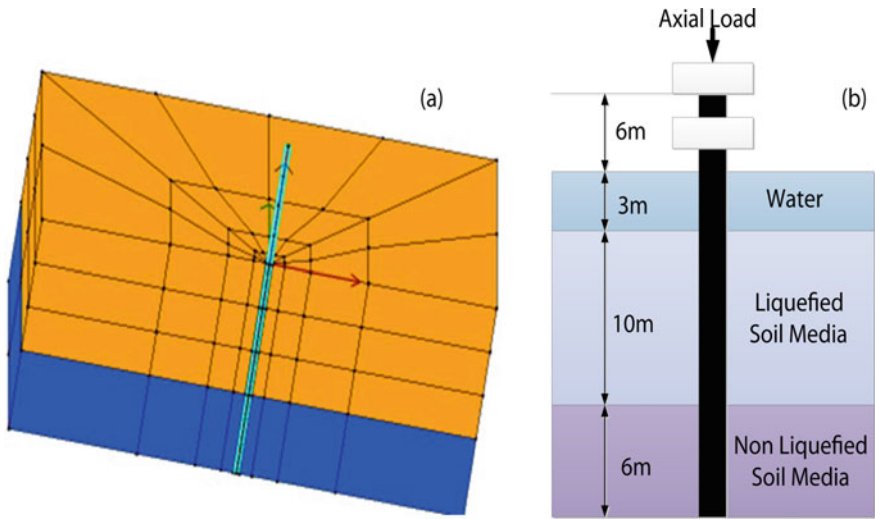 (a)
Axial Load
(b)
6m
3m
Water
10m
Liquefied
Soil Media
6m
Non Liquefied
Soil Media